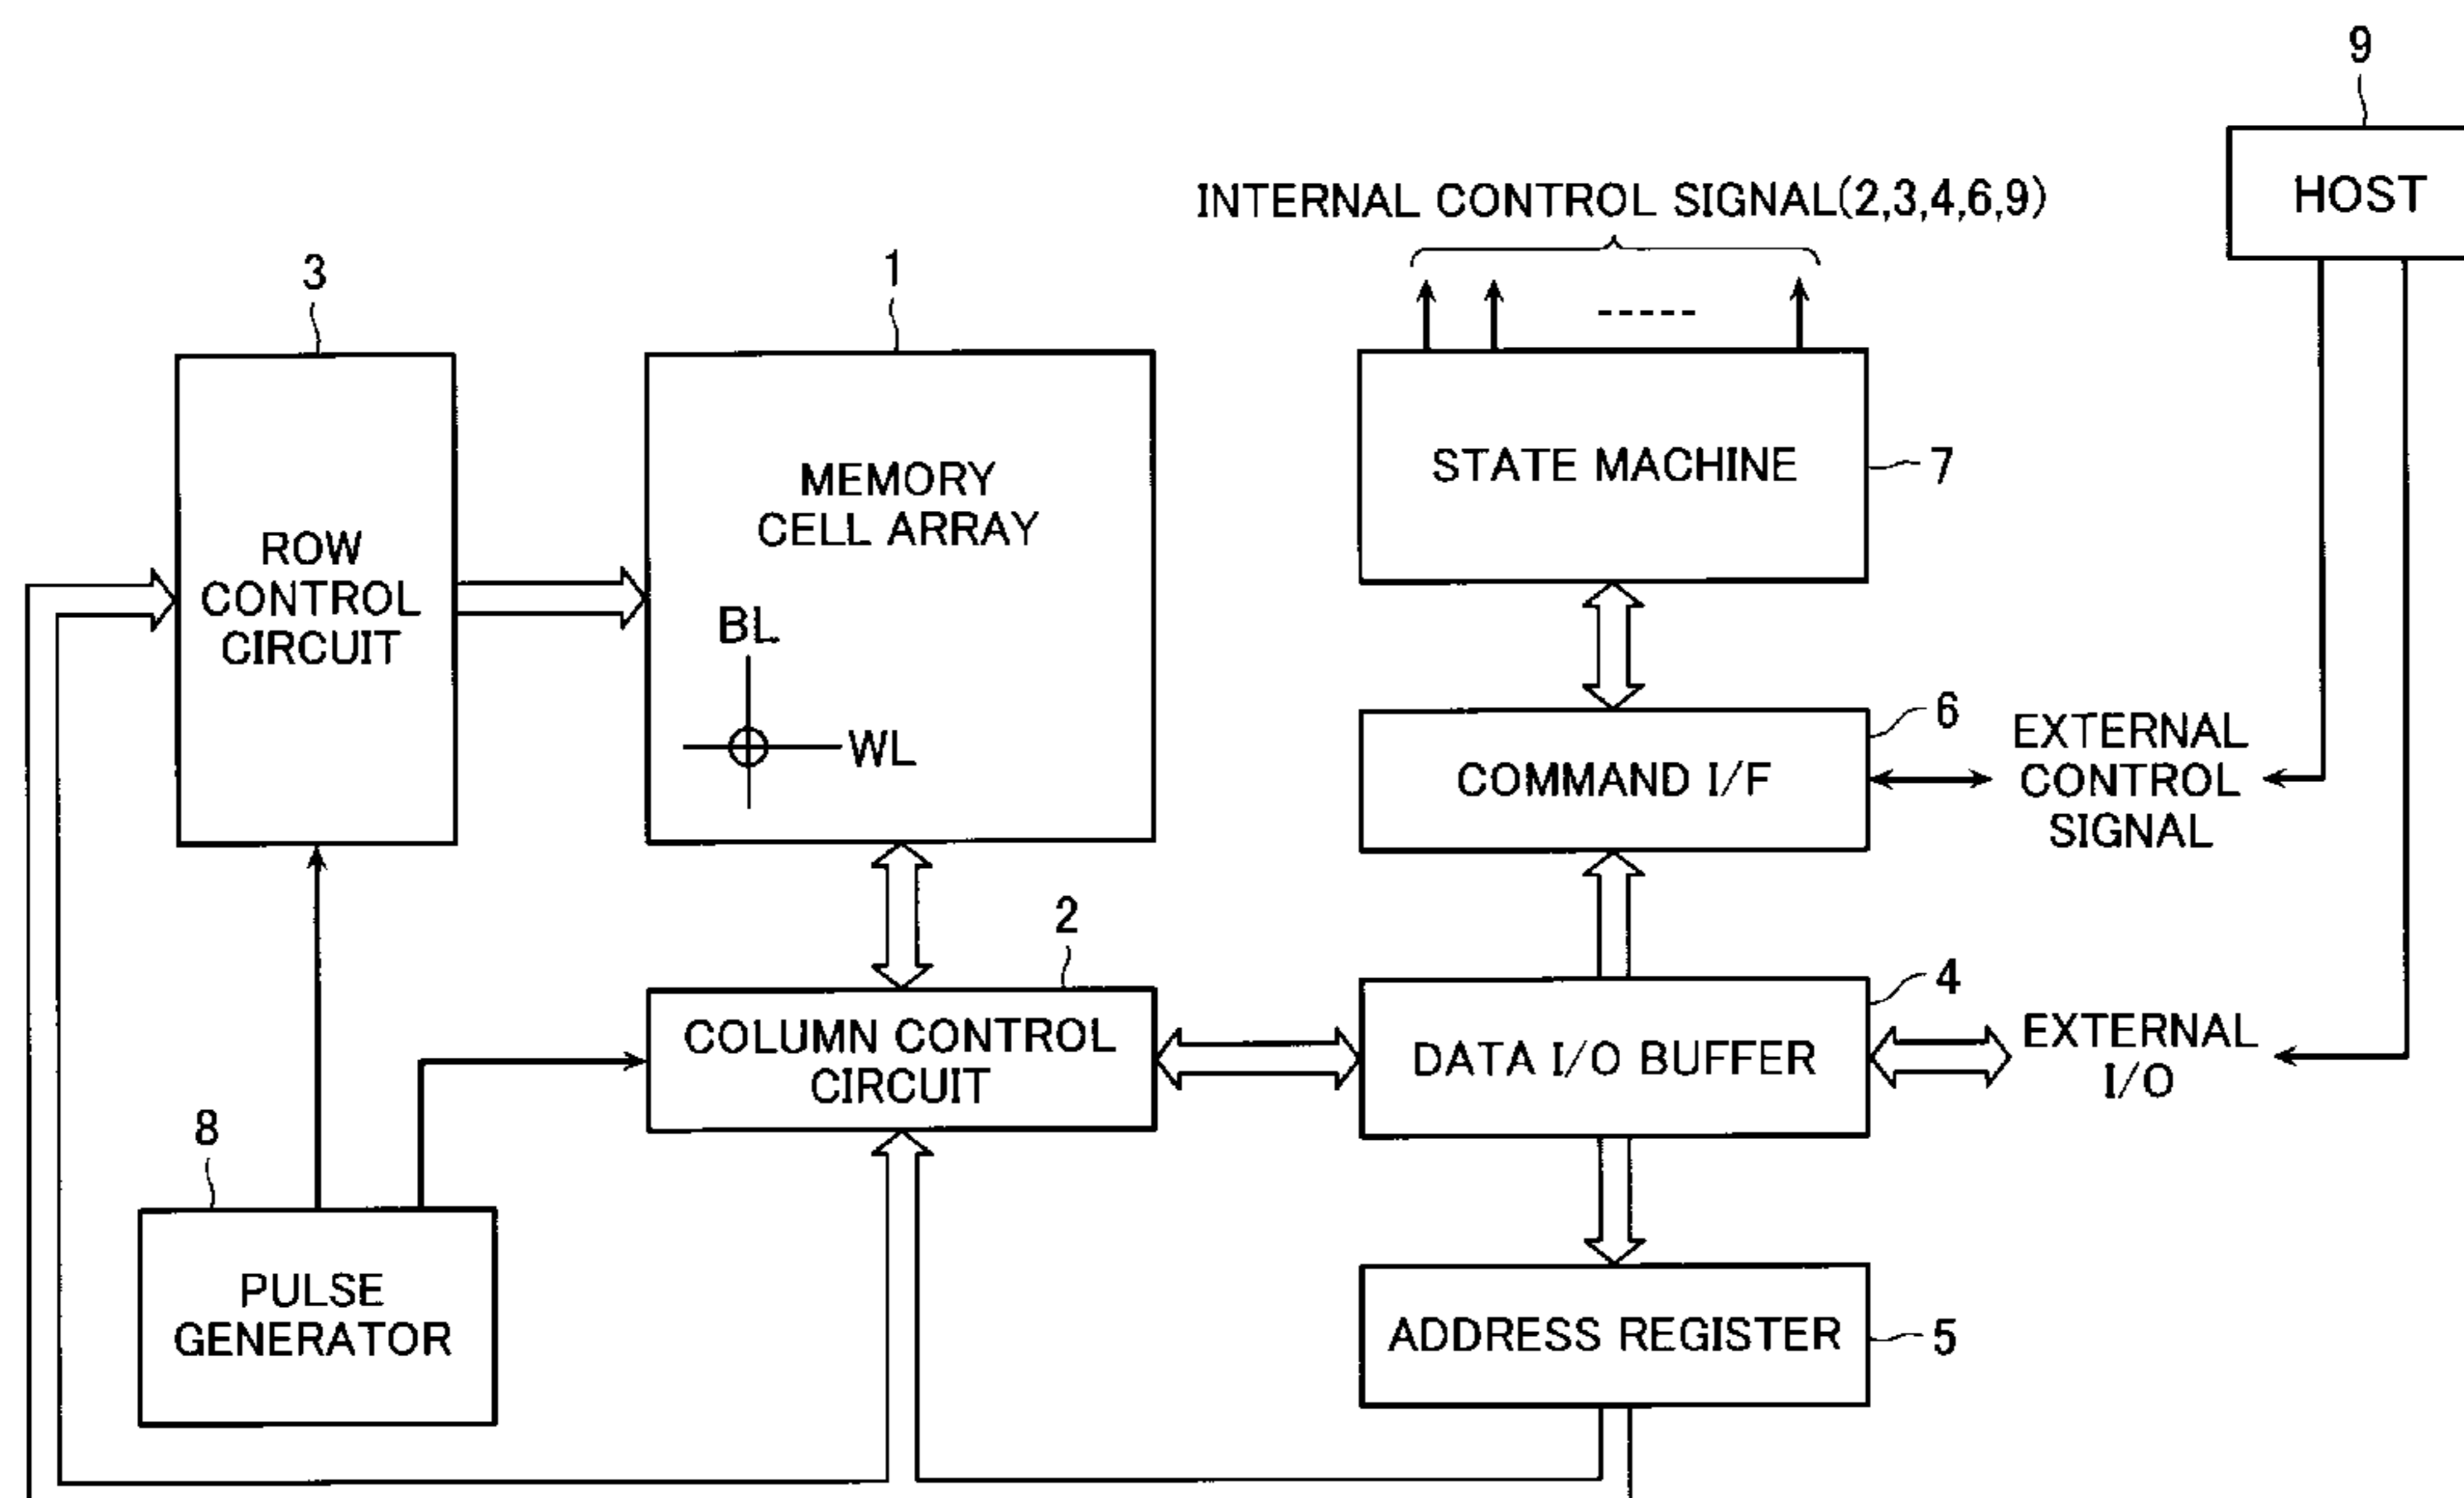 9
HOST
INTERNAL CONTROL SIGNAL(2,3,4,6,9)
3
1
ROW
CONTROL
CIRCUIT
MEMORY
CELL ARRAY
BL
WL
STATE MACHINE
7
COMMAND I/F
6
EXTERNAL
CONTROL
SIGNAL
2
COLUMN CONTROL
CIRCUIT
DATA I/O BUFFER
4
EXTERNAL
I/O
8
PULSE
GENERATOR
ADDRESS REGISTER
5